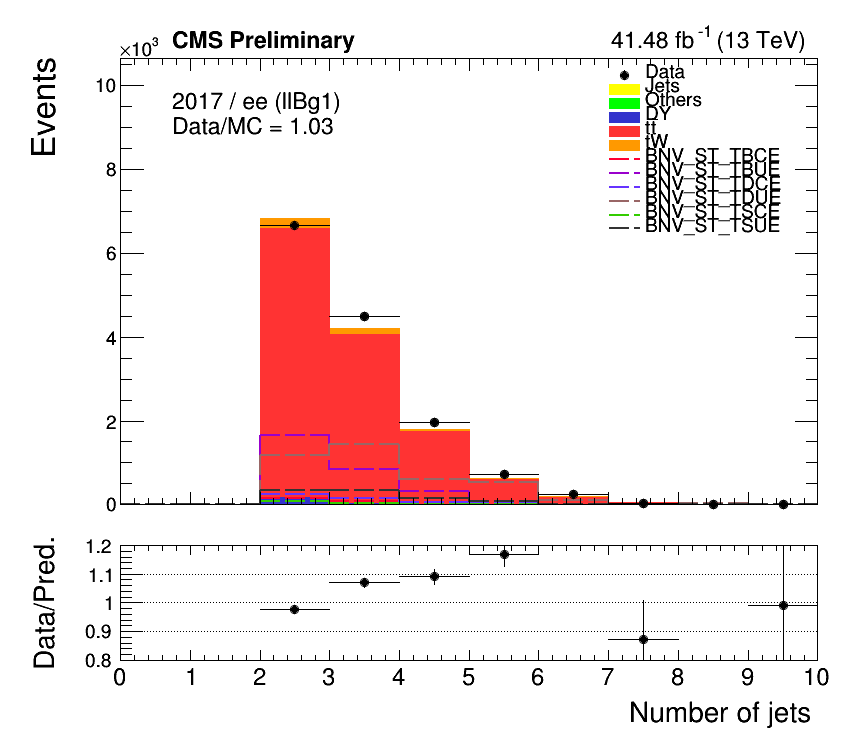 ×10³ CMS Preliminary 41.48 fb⁻¹ (13 TeV)
Events
2017 / ee (llBg1)
Data/MC = 1.03
Data
Jets
Others
DY
tt
tW
BNV_ST_TBCE
BNV_ST_TBUE
BNV_ST_TDCE
BNV_ST_TDUE
BNV_ST_TSCE
BNV_ST_TSUE
10
8
6
4
2
0
Data/Pred.
1.2
1.1
1
0.9
0.8
0 1 2 3 4 5 6 7 8 9 10
Number of jets